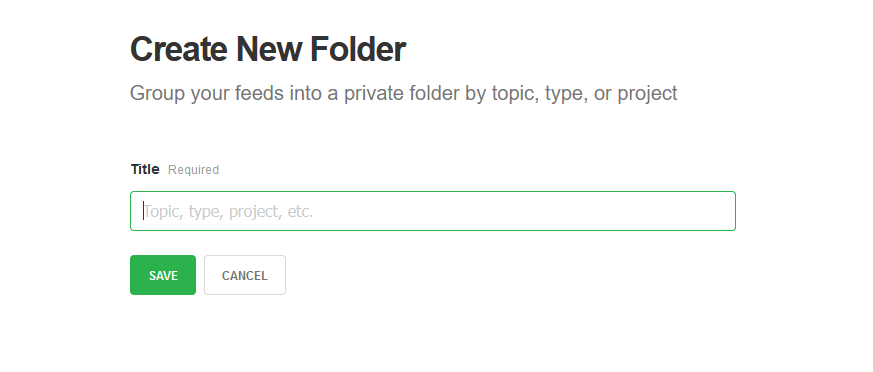 Create New Folder
Group your feeds into a private folder by topic, type, or project
Title Required
Topic, type, project, etc.
SAVE CANCEL